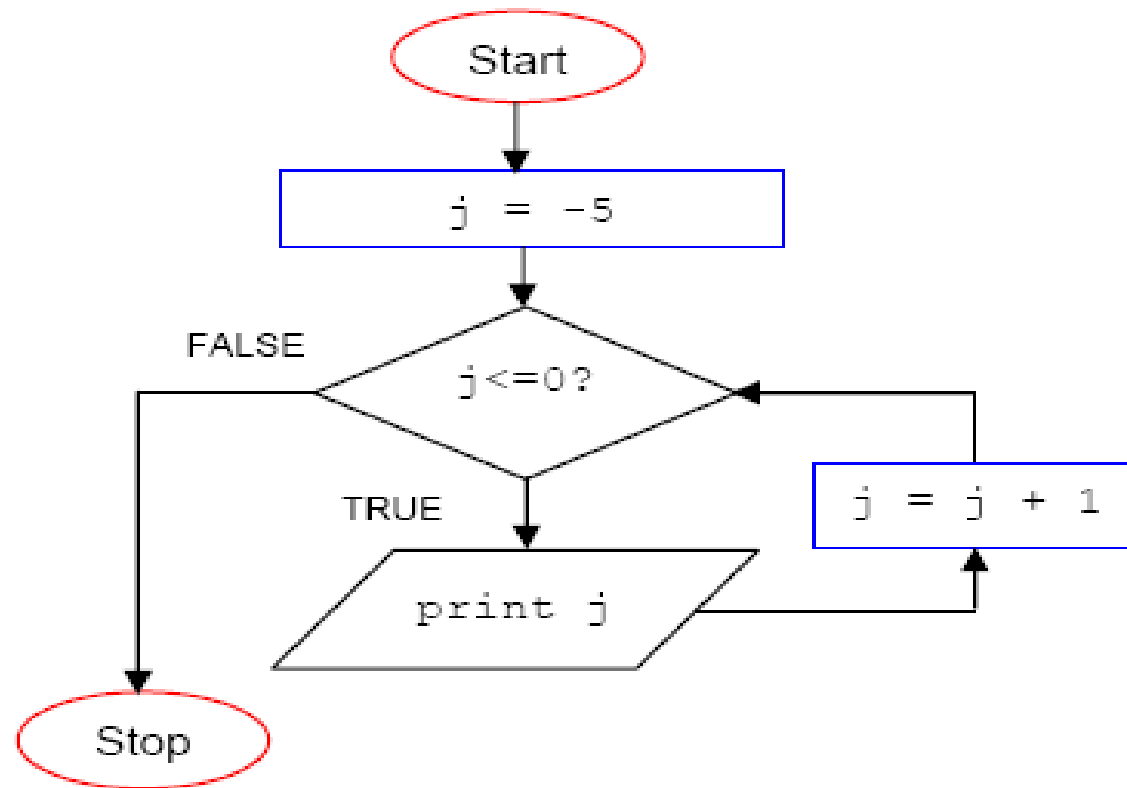 Start
j = -5
FALSE
j<=0?
TRUE
j = j + 1
print j
Stop